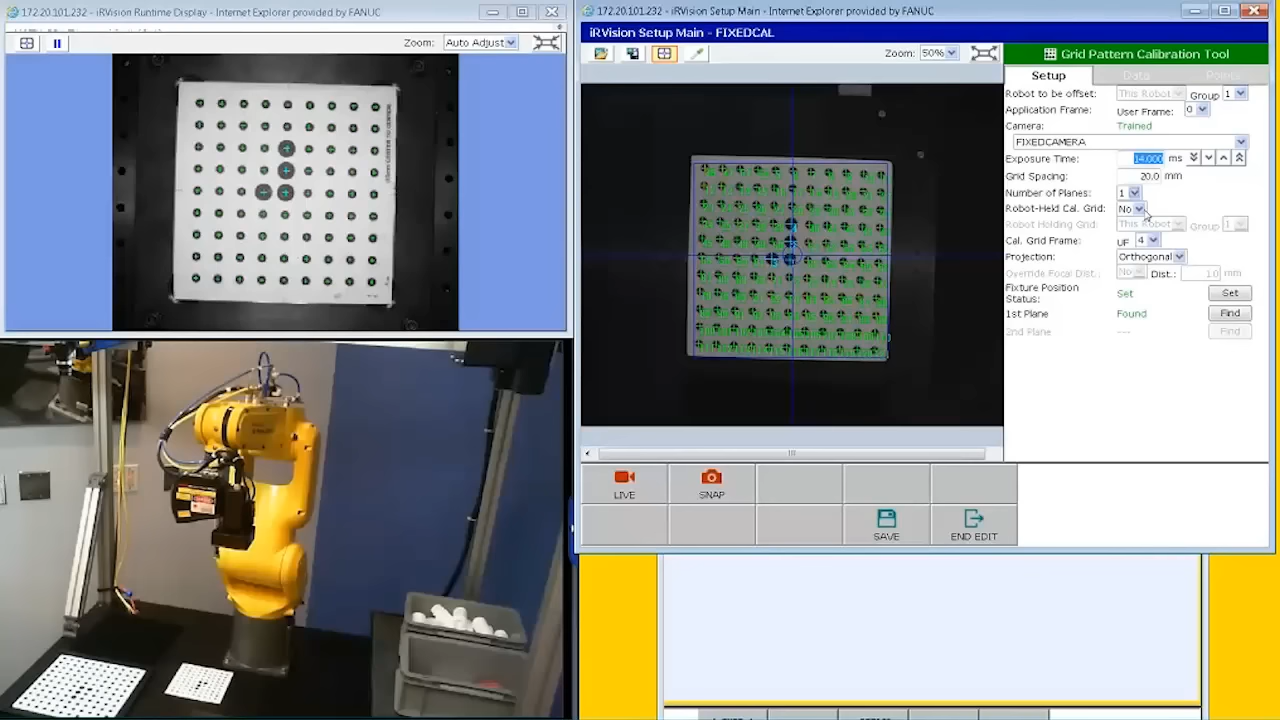 172.20.101.232 - iRVision Runtime Display - Internet Explorer provided by FANUC
Zoom: Auto Adjust
172.20.101.232 - iRVision Setup Main - Internet Explorer provided by FANUC
iRVision Setup Main - FIXEDCAL
Zoom: 50%
Grid Pattern Calibration Tool
Setup Data Points
Robot to be offset: This Robot Group 1
Application Frame: User Frame: 0
Camera: Trained
FIXEDCAMERA
Exposure Time: 14.000 ms
Grid Spacing: 20.0 mm
Number of Planes: 1
Robot-Held Cal. Grid: No
Robot Holding Grid: This Robot Group 1
Cal. Grid Frame: UF 4
Projection: Orthogonal
Override Focal Dist.: No Dist.: 1.0 mm
Fixture Position Status: Set Set
1st Plane Found Find
2nd Plane --- Find
LIVE SNAP
SAVE END EDIT